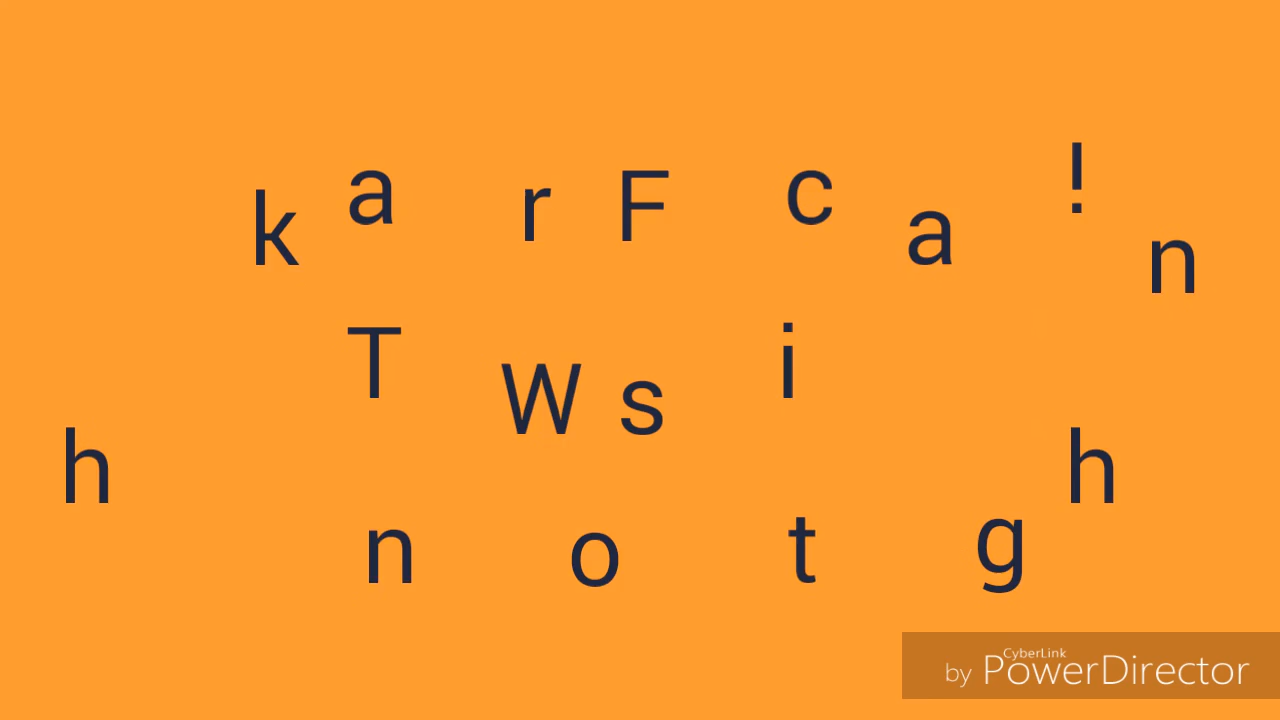 k a r F c a ! n
T W s i
h h
n o t g
CyberLink
by PowerDirector